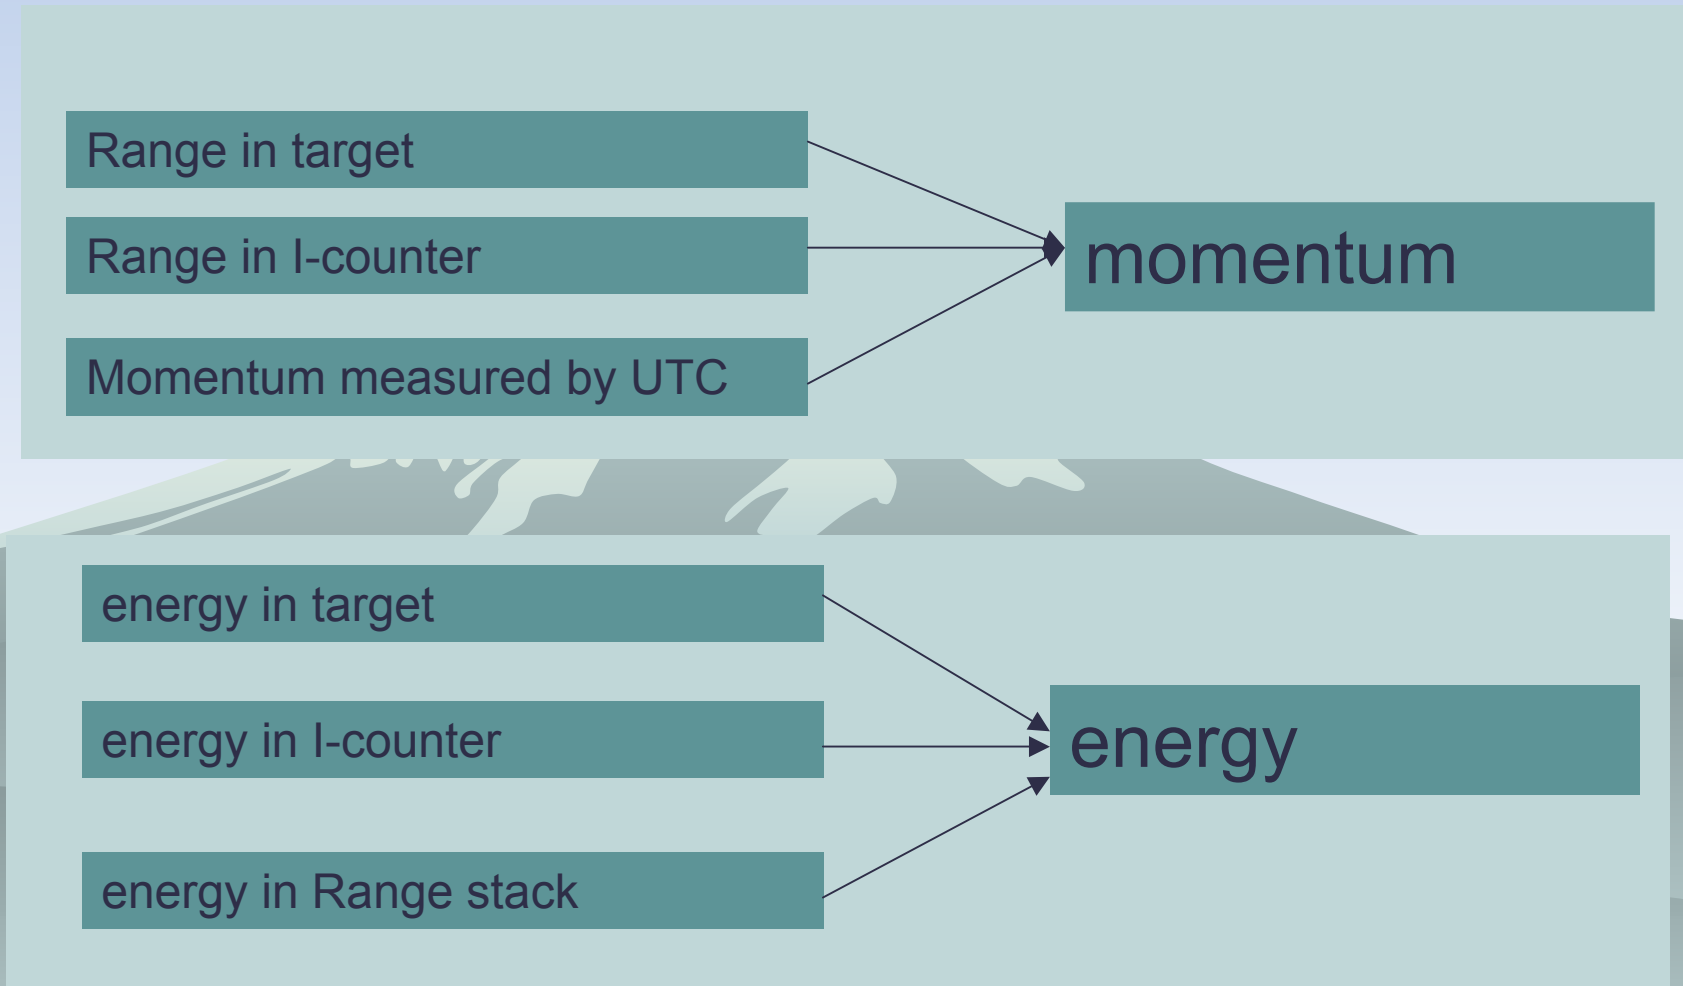 Range in target
Range in I-counter
Momentum measured by UTC
momentum
energy in target
energy in I-counter
energy in Range stack
energy